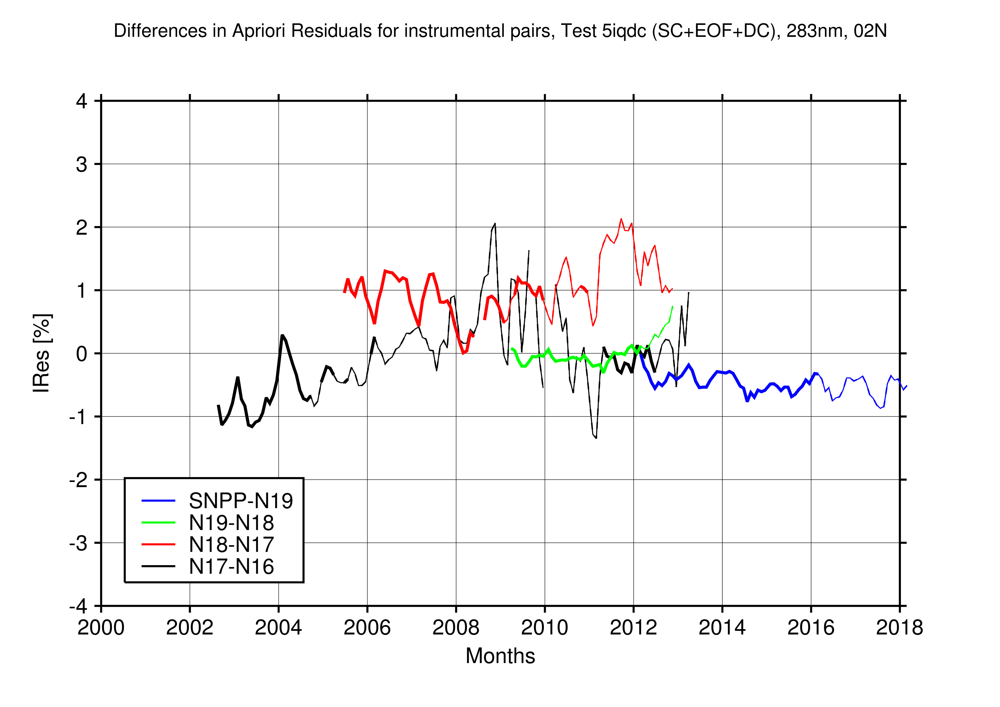 Differences in Apriori Residuals for instrumental pairs, Test 5iqdc (SC+EOF+DC), 283nm, 02N
4
3
2
1
0
-1
-2
-3
-4
IRes [%]
SNPP-N19
N19-N18
N18-N17
N17-N16
2000 2002 2004 2006 2008 2010 2012 2014 2016 2018
Months